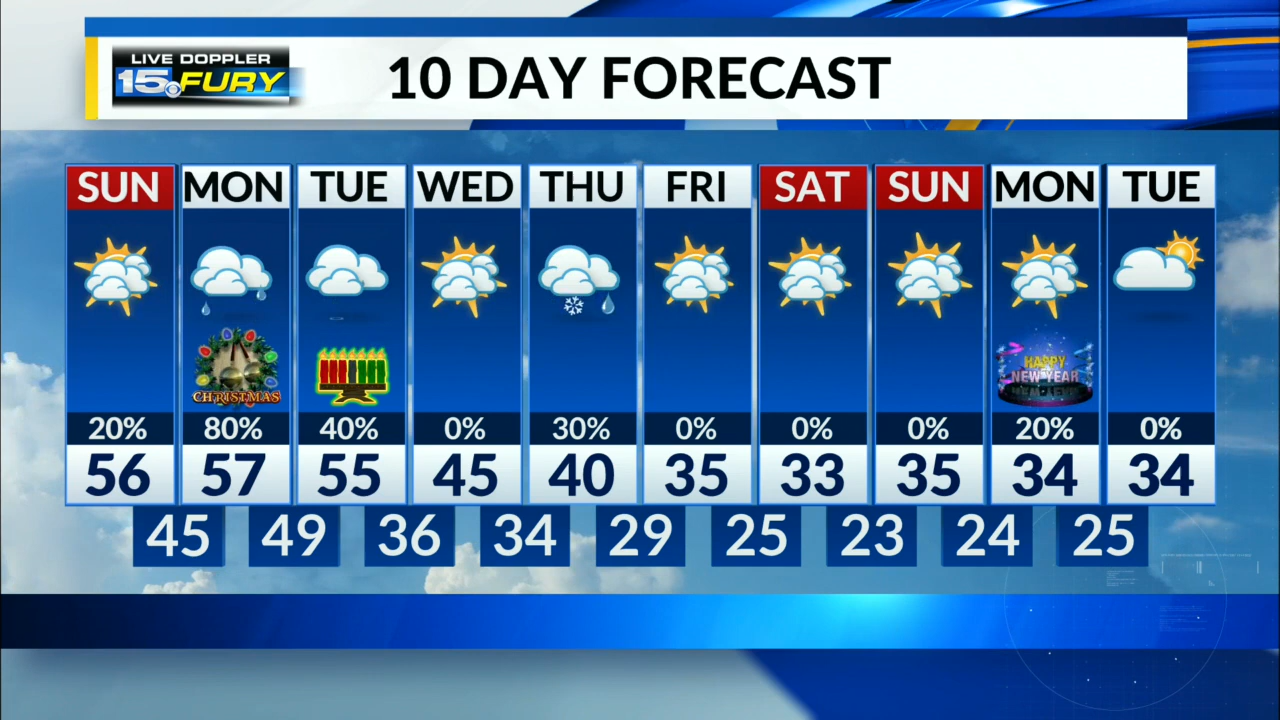 LIVE DOPPLER
15 FURY
10 DAY FORECAST
SUN MON TUE WED THU FRI SAT SUN MON TUE
CHRISTMAS
HAPPY
NEW YEAR
20% 80% 40% 0% 30% 0% 0% 0% 20% 0%
56 57 55 45 40 35 33 35 34 34
45 49 36 34 29 25 23 24 25